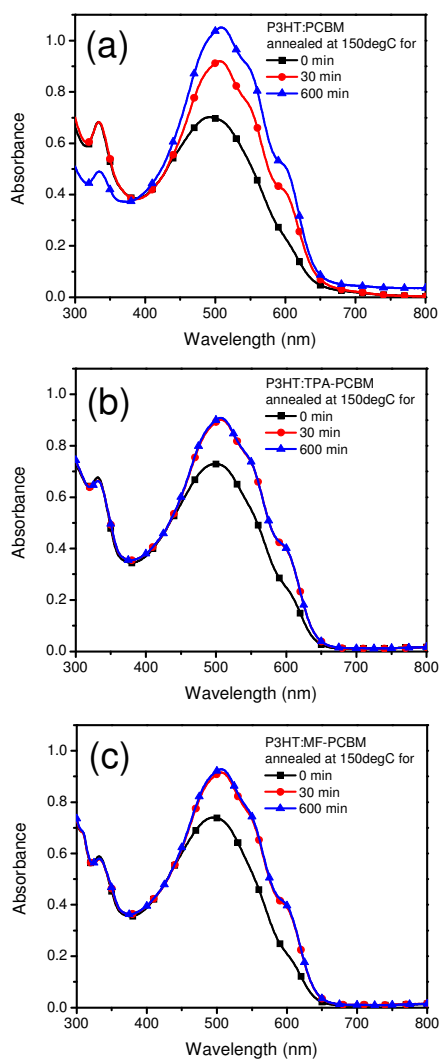 (a)
P3HT:PCBM
annealed at 150degC for
0 min
30 min
600 min
1.0
0.8
0.6
0.4
0.2
0.0
Absorbance
300 400 500 600 700 800
Wavelength (nm)
(b)
P3HT:TPA-PCBM
annealed at 150degC for
0 min
30 min
600 min
1.0
0.8
0.6
0.4
0.2
0.0
Absorbance
300 400 500 600 700 800
Wavelength (nm)
(c)
P3HT:MF-PCBM
annealed at 150degC for
0 min
30 min
600 min
1.0
0.8
0.6
0.4
0.2
0.0
Absorbance
300 400 500 600 700 800
Wavelength (nm)